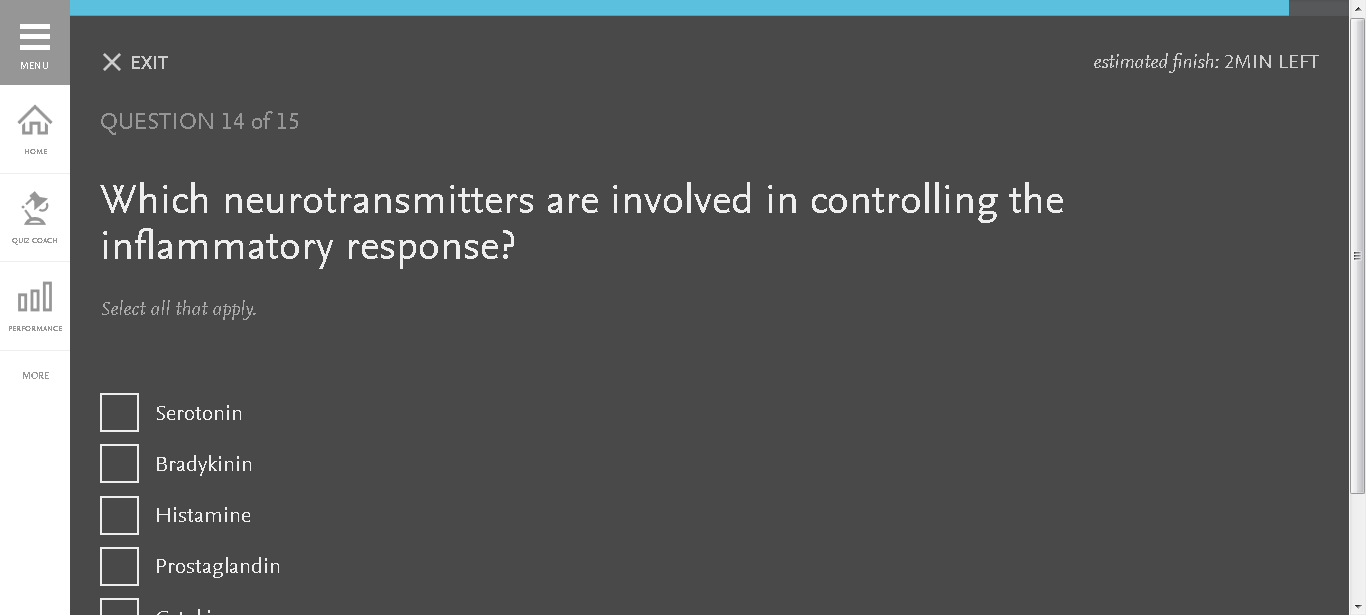 MENU
EXIT
estimated finish: 2MIN LEFT
QUESTION 14 of 15
HOME
Which neurotransmitters are involved in controlling the
inflammatory response?
QUIZ COACH
Select all that apply.
PERFORMANCE
MORE
Serotonin
Bradykinin
Histamine
Prostaglandin